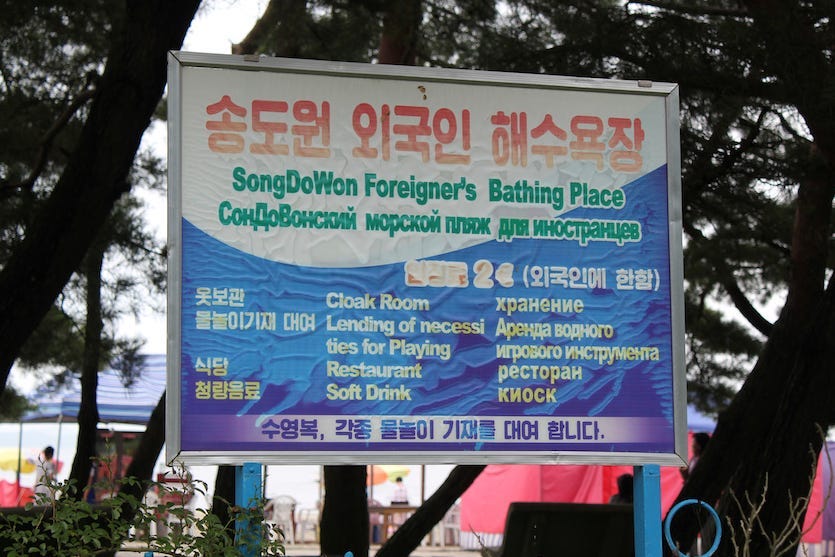 송도원 외국인 해수욕장
SongDoWon Foreigner's Bathing Place
СонДоВонский морской пляж для иностранцев
2€ (외국인에 한함)
옷보관 Cloak Room хранение
물놀이기재 대여 Lending of necessi Аренда водного
ties for Playing игрового инструмента
식당 Restaurant ресторан
청량음료 Soft Drink киоск
수영복, 각종 물놀이 기재를 대여 합니다.